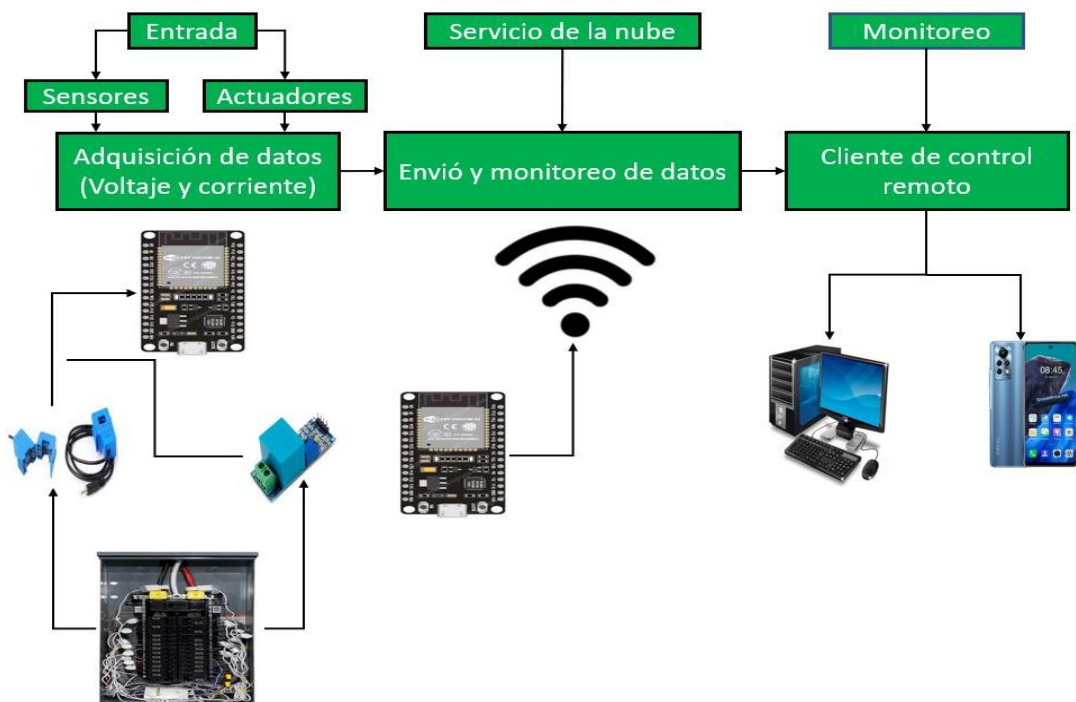 Entrada
Servicio de la nube
Monitoreo
Sensores
Actuadores
Adquisición de datos
(Voltaje y corriente)
Envió y monitoreo de datos
Cliente de control
remoto
08:45